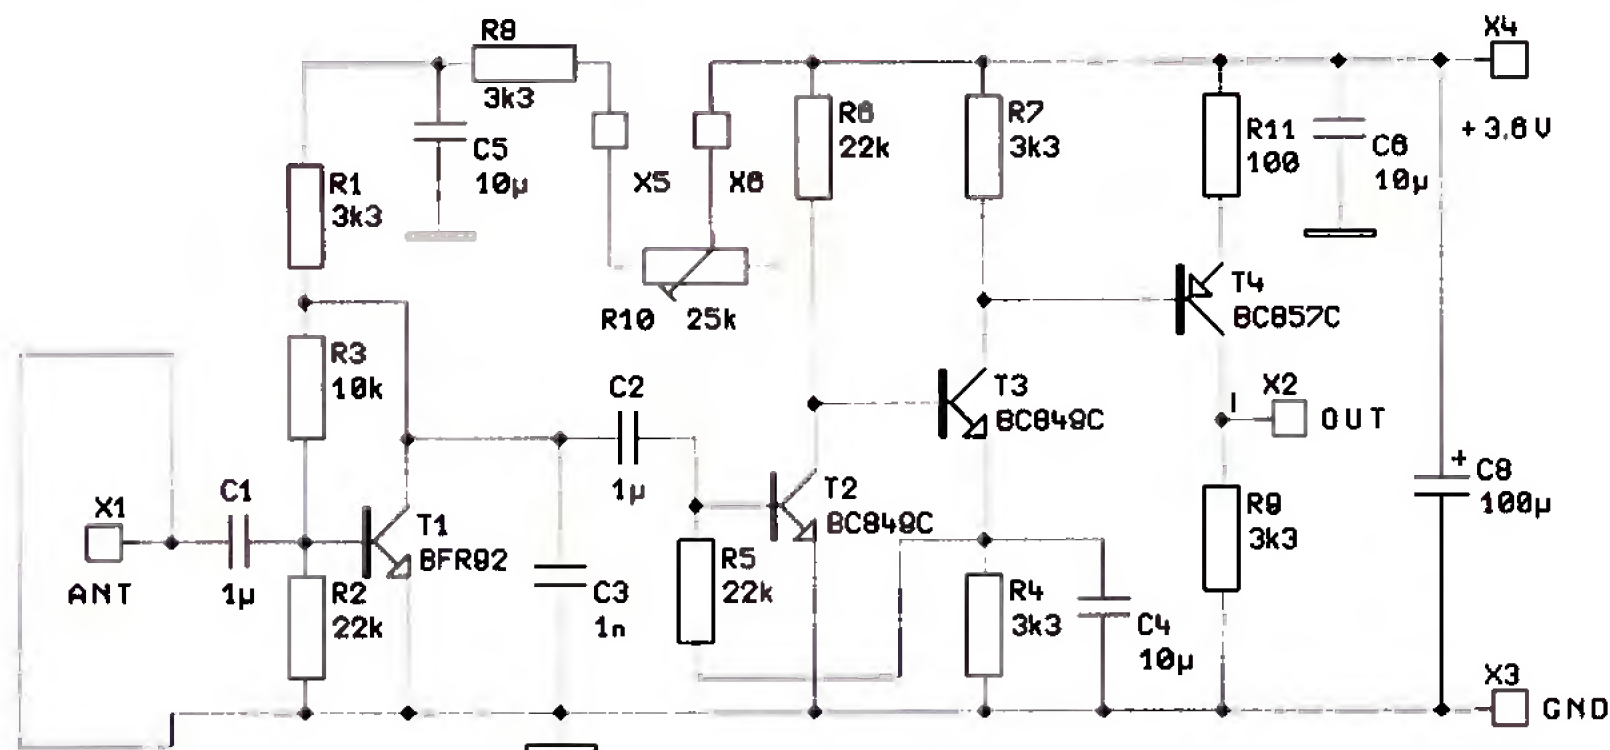 R8
3k3
X4
+3.6V
C5
10µ
X5
X6
R6
22k
R7
3k3
R11
100
C6
10µ
R1
3k3
R10 25k
T4
BC857C
R3
10k
C2
1µ
T3
BC849C
X2
OUT
X1
ANT
C1
1µ
T1
BFR92
T2
BC849C
R9
3k3
+
C8
100µ
R2
22k
C3
1n
R5
22k
R4
3k3
C4
10µ
X3
GND